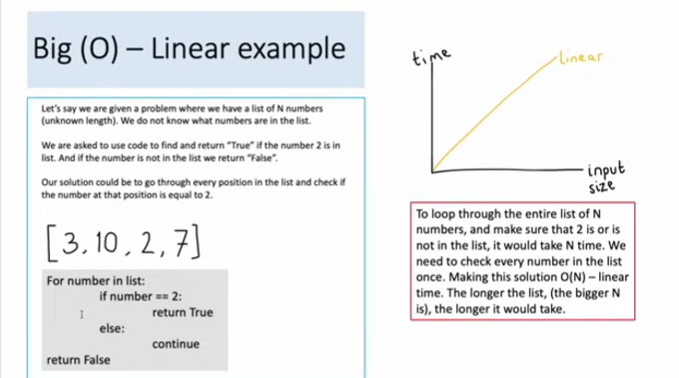 Big (O) – Linear example
Let's say we are given a problem where we have a list of N numbers
(unknown length). We do not know what numbers are in the list.
We are asked to use code to find and return "True" if the number 2 is in
list. And if the number is not in the list we return "False".
Our solution could be to go through every position in the list and check if
the number at that position is equal to 2.
[3, 10, 2, 7]
For number in list:
if number == 2:
return True
else:
continue
return False
time
linear
input
size
To loop through the entire list of N
numbers, and make sure that 2 is or is
not in the list, it would take N time. We
need to check every number in the list
once. Making this solution O(N) – linear
time. The longer the list, (the bigger N
is), the longer it would take.